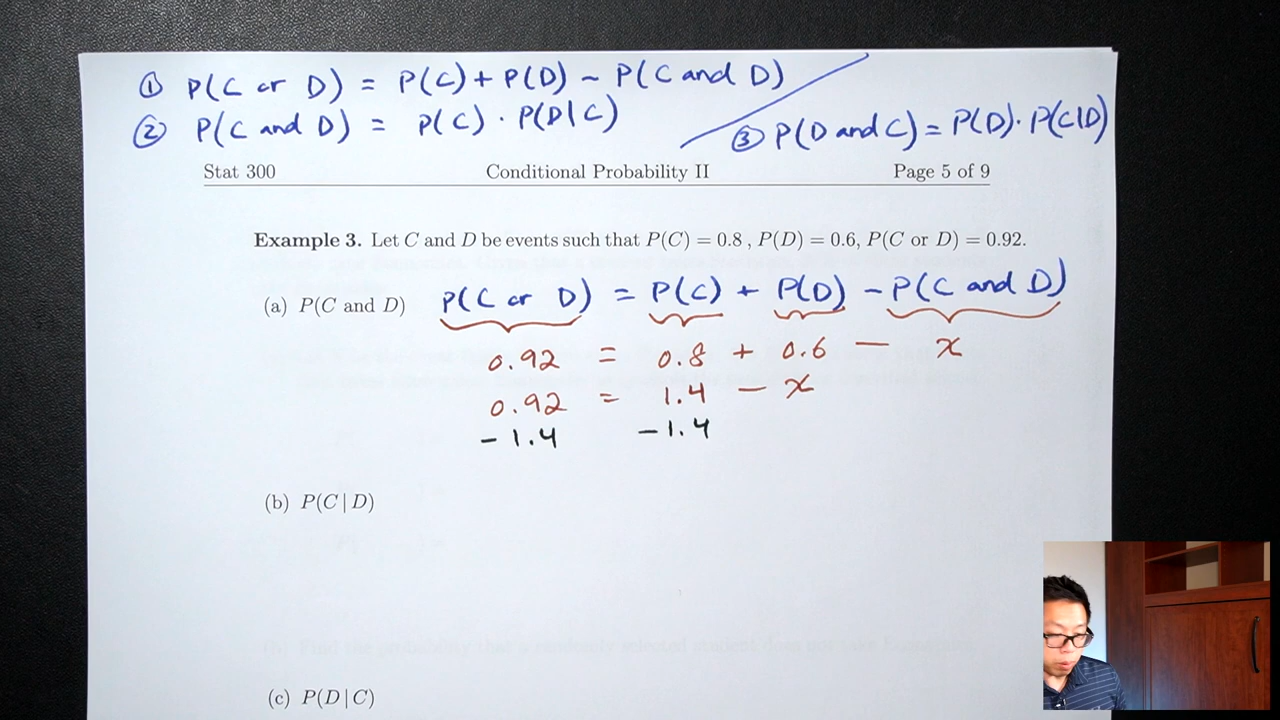 ① P(C or D) = P(C) + P(D) - P(C and D)
② P(C and D) = P(C) · P(D|C)
③ P(D and C) = P(D) · P(C|D)
Stat 300 Conditional Probability II Page 5 of 9
Example 3. Let C and D be events such that P(C) = 0.8 , P(D) = 0.6, P(C or D) = 0.92.
(a) P(C and D) P(C or D) = P(C) + P(D) - P(C and D)
0.92 = 0.8 + 0.6 - x
0.92 = 1.4 - x
-1.4 -1.4
(b) P(C | D)
(c) P(D | C)